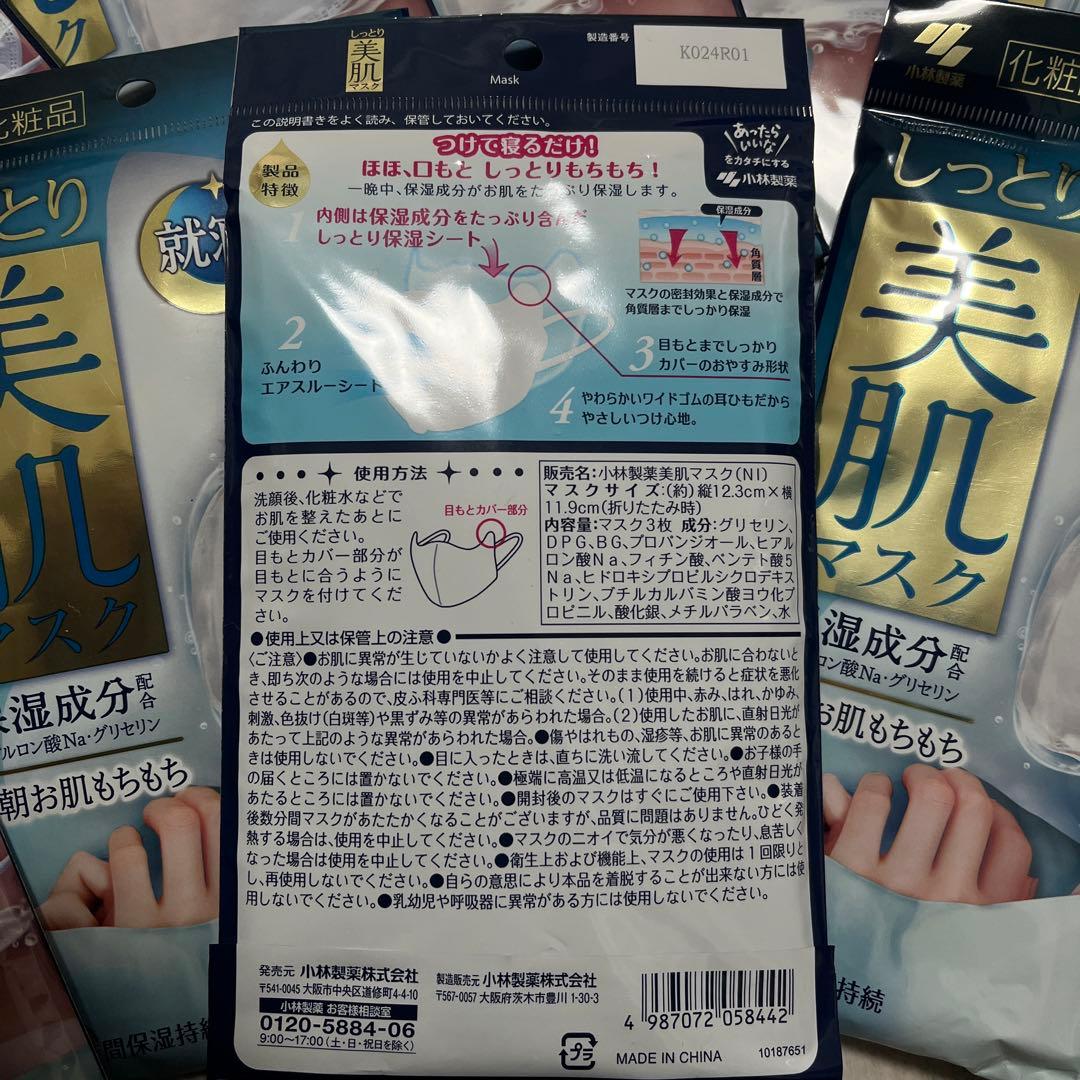 しっとり
美肌
マスク
Mask
製造番号
K024R01
この説明書きをよく読み、保管しておいてください。
製品
特徴
つけて寝るだけ!
ほほ、口もと しっとりもちもち!
一晩中、保湿成分がお肌をたっぷり保湿します。
あったら
いいな
をカタチにする
小林製薬
1
内側は保湿成分をたっぷり含んだ
しっとり保湿シート
保湿成分
角質層
マスクの密封効果と保湿成分で
角質層までしっかり保湿
2
ふんわり
エアスルーシート
3 目もとまでしっかり
カバーのおやすみ形状
4 やわらかいワイドゴムの耳ひもだから
やさしいつけ心地。
使用方法
洗顔後、化粧水などで
お肌を整えたあとに
ご使用ください。
目もとカバー部分が
目もとに合うように
マスクを付けてくださ
い。
目もとカバー部分
販売名:小林製薬美肌マスク(NI)
マスクサイズ:(約)縦12.3cm×横
11.9cm(折りたたみ時)
内容量:マスク3枚 成分:グリセリン、
DPG、BG、プロパンジオール、ヒアル
ロン酸Na、フィチン酸、ペンテト酸5
Na、ヒドロキシプロピルシクロデキス
トリン、ブチルカルバミン酸ヨウ化プ
ロピニル、酸化銀、メチルパラベン、水
●使用上又は保管上の注意●
〈ご注意〉●お肌に異常が生じていないかよく注意して使用してください。お肌に合わないと
き、即ち次のような場合には使用を中止してください。そのまま使用を続けると症状を悪化
させることがあるので、皮ふ科専門医等にご相談ください。(1)使用中、赤み、はれ、かゆみ、
刺激、色抜け(白斑等)や黒ずみ等の異常があらわれた場合。(2)使用したお肌に、直射日光が
あたって上記のような異常があらわれた場合。●傷やはれもの、湿疹等、お肌に異常のあると
きは使用しないでください。●目に入ったときは、直ちに洗い流してください。●お子様の手
の届くところには置かないでください。●極端に高温又は低温になるところや直射日光が
あたるところには置かないでください。●開封後のマスクはすぐにご使用下さい。●装着
後数分間マスクがあたたかくなることがございますが、品質に問題はありません。ひどく発
熱する場合は、使用を中止してください。●マスクのニオイで気分が悪くなったり、息苦しく
なった場合は使用を中止してください。●衛生上および機能上、マスクの使用は1回限りと
し、再使用しないでください。●自らの意思により本品を着脱することが出来ない方には使
用しないでください。●乳幼児や呼吸器に異常がある方には使用しないでください。
発売元 小林製薬株式会社
〒541-0045 大阪市中央区道修町4-4-10
小林製薬 お客様相談室
0120-5884-06
9:00〜17:00(土・日・祝日を除く)
製造販売元 小林製薬株式会社
〒567-0057 大阪府茨木市豊川1-30-3
プラ
MADE IN CHINA
4 987072 058442
10187651
化粧品
とり
就寝
美肌
マスク
保湿成分配合
ルロン酸Na・グリセリン
朝お肌もちもち
間保湿持続
小林製薬
化粧
しっとり
美肌
マスク
湿成分配合
ロン酸Na・グリセリン
お肌もちもち
持続